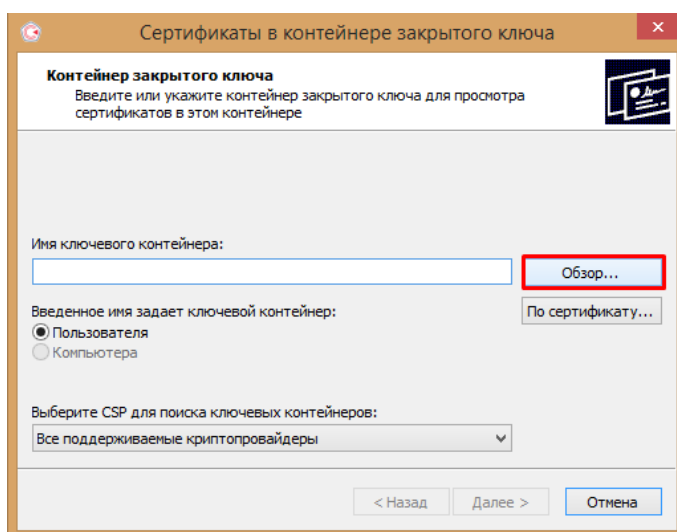 Сертификаты в контейнере закрытого ключа
Контейнер закрытого ключа
Введите или укажите контейнер закрытого ключа для просмотра
сертификатов в этом контейнере
Имя ключевого контейнера:
Обзор...
Введенное имя задает ключевой контейнер:
По сертификату...
Пользователя
Компьютера
Выберите CSP для поиска ключевых контейнеров:
Все поддерживаемые криптопровайдеры
< Назад
Далее >
Отмена